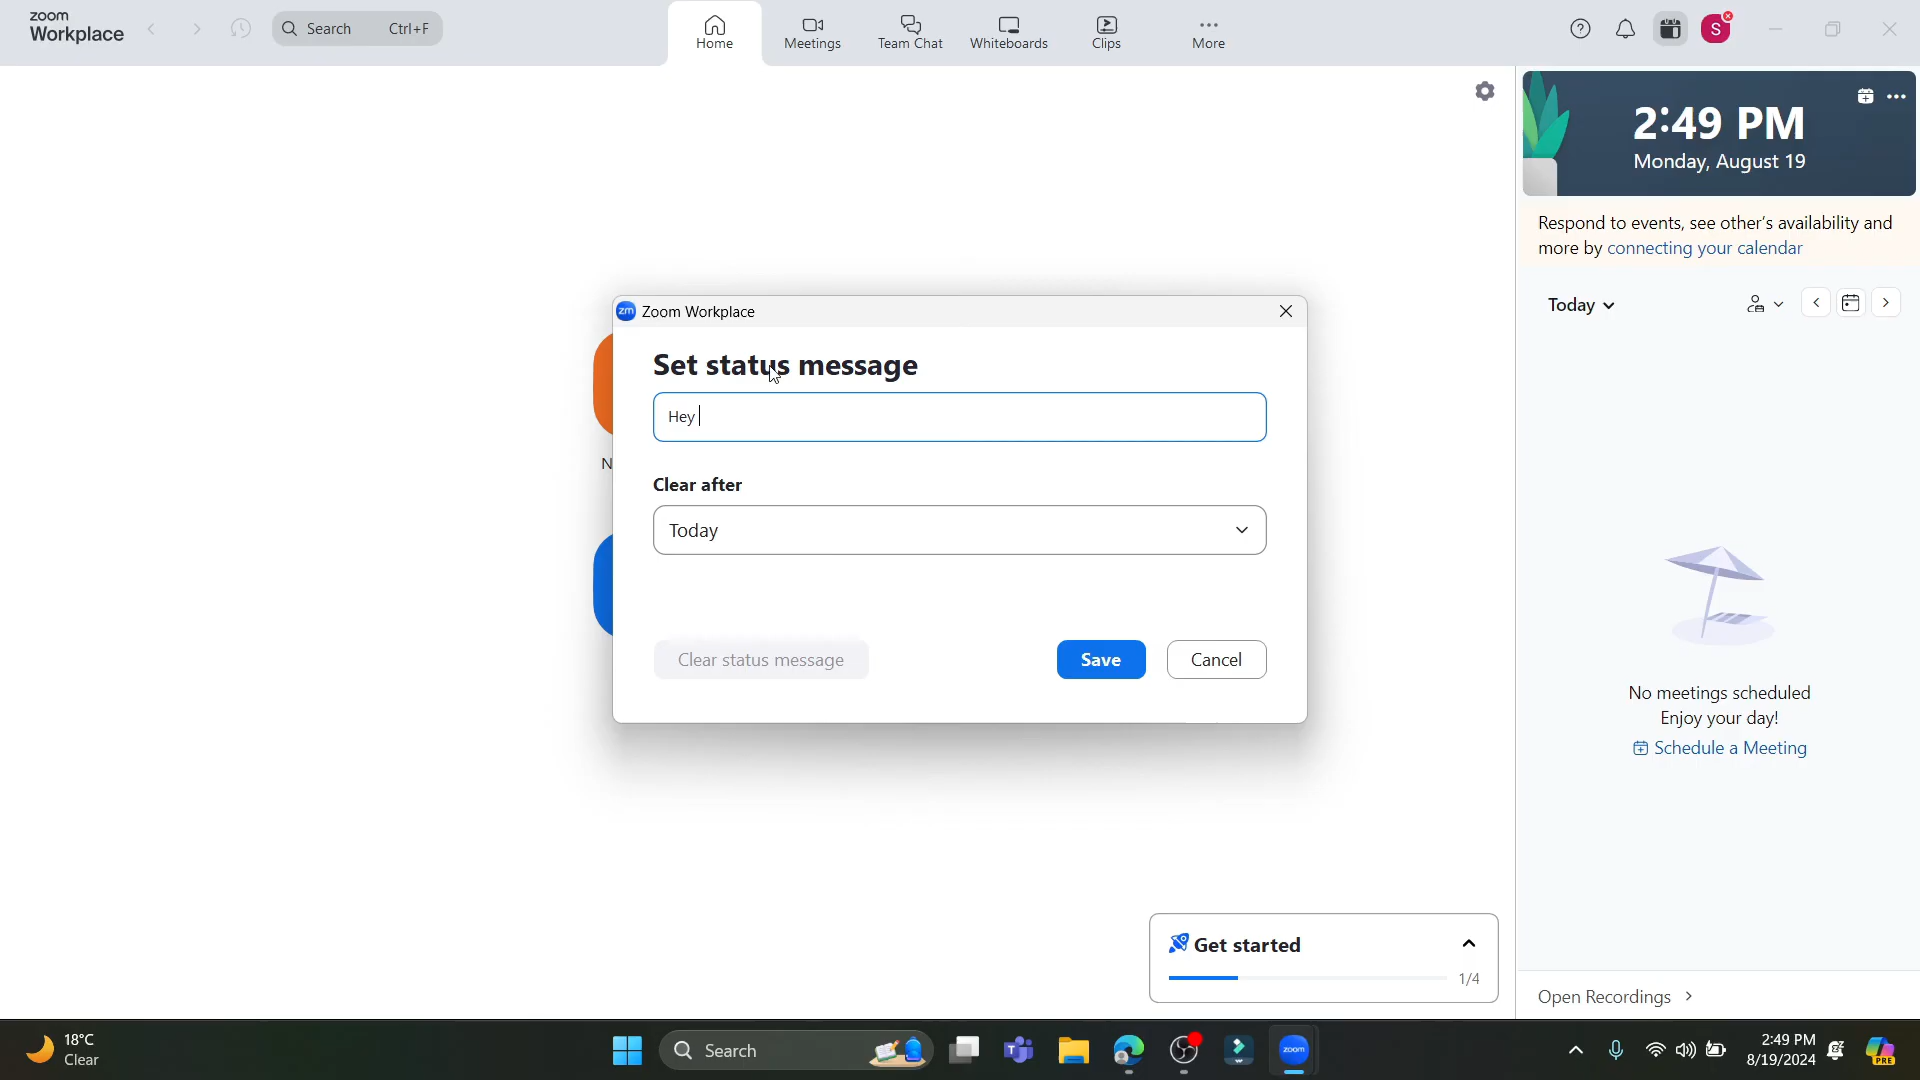 zoom
Workplace
Search Ctrl+F
Home
Meetings
Team Chat
Whiteboards
Clips
More
S
2:49 PM
Monday, August 19
Respond to events, see other's availability and
more by connecting your calendar
Today
zm Zoom Workplace
Set status message
Hey
Clear after
Today
N
Clear status message
Save
Cancel
No meetings scheduled
Enjoy your day!
Schedule a Meeting
Get started
1/4
Open Recordings
18°C
Clear
Search
zoom
2:49 PM
8/19/2024
PRE